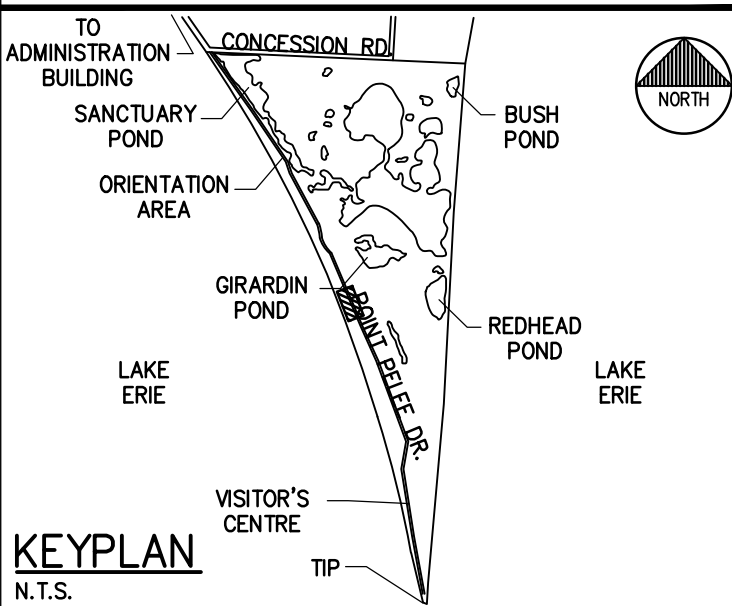 TO
ADMINISTRATION
BUILDING
CONCESSION RD.
NORTH
SANCTUARY
POND
BUSH
POND
ORIENTATION
AREA
GIRARDIN
POND
POINT PELEE DR.
REDHEAD
POND
LAKE
ERIE
LAKE
ERIE
VISITOR'S
CENTRE
KEYPLAN
TIP
N.T.S.